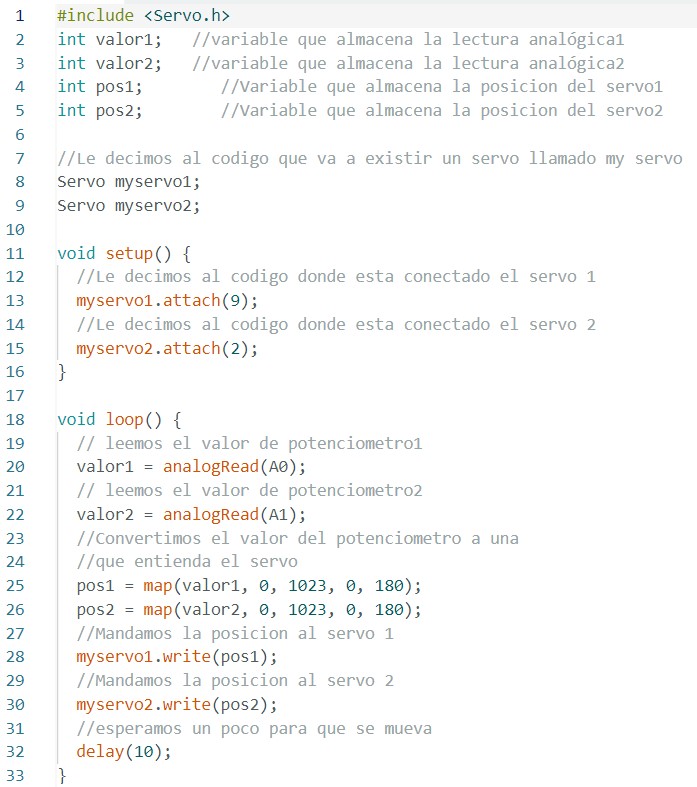 1 #include <Servo.h>
2 int valor1;   //variable que almacena la lectura analógica1
3 int valor2;   //variable que almacena la lectura analógica2
4 int pos1;        //Variable que almacena la posicion del servo1
5 int pos2;        //Variable que almacena la posicion del servo2
6
7 //Le decimos al codigo que va a existir un servo llamado my servo
8 Servo myservo1;
9 Servo myservo2;
10
11 void setup() {
12   //Le decimos al codigo donde esta conectado el servo 1
13   myservo1.attach(9);
14   //Le decimos al codigo donde esta conectado el servo 2
15   myservo2.attach(2);
16 }
17
18 void loop() {
19   // leemos el valor de potenciometro1
20   valor1 = analogRead(A0);
21   // leemos el valor de potenciometro2
22   valor2 = analogRead(A1);
23   //Convertimos el valor del potenciometro a una
24   //que entienda el servo
25   pos1 = map(valor1, 0, 1023, 0, 180);
26   pos2 = map(valor2, 0, 1023, 0, 180);
27   //Mandamos la posicion al servo 1
28   myservo1.write(pos1);
29   //Mandamos la posicion al servo 2
30   myservo2.write(pos2);
31   //esperamos un poco para que se mueva
32   delay(10);
33 }